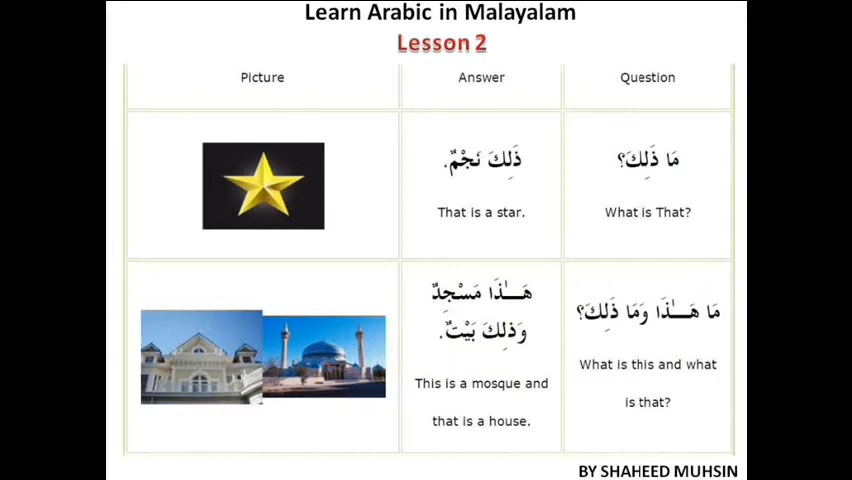 Learn Arabic in Malayalam
Lesson 2
Picture
Answer
Question
ذَلِكَ نَجْمٌ.
That is a star.
مَا ذَلِكَ؟
What is That?
هَـٰذَا مَسْجِدٌ
وَذلِكَ بَيْتٌ.
This is a mosque and
that is a house.
مَا هَـٰذَا وَمَا ذَلِكَ؟
What is this and what
is that?
BY SHAHEED MUHSIN